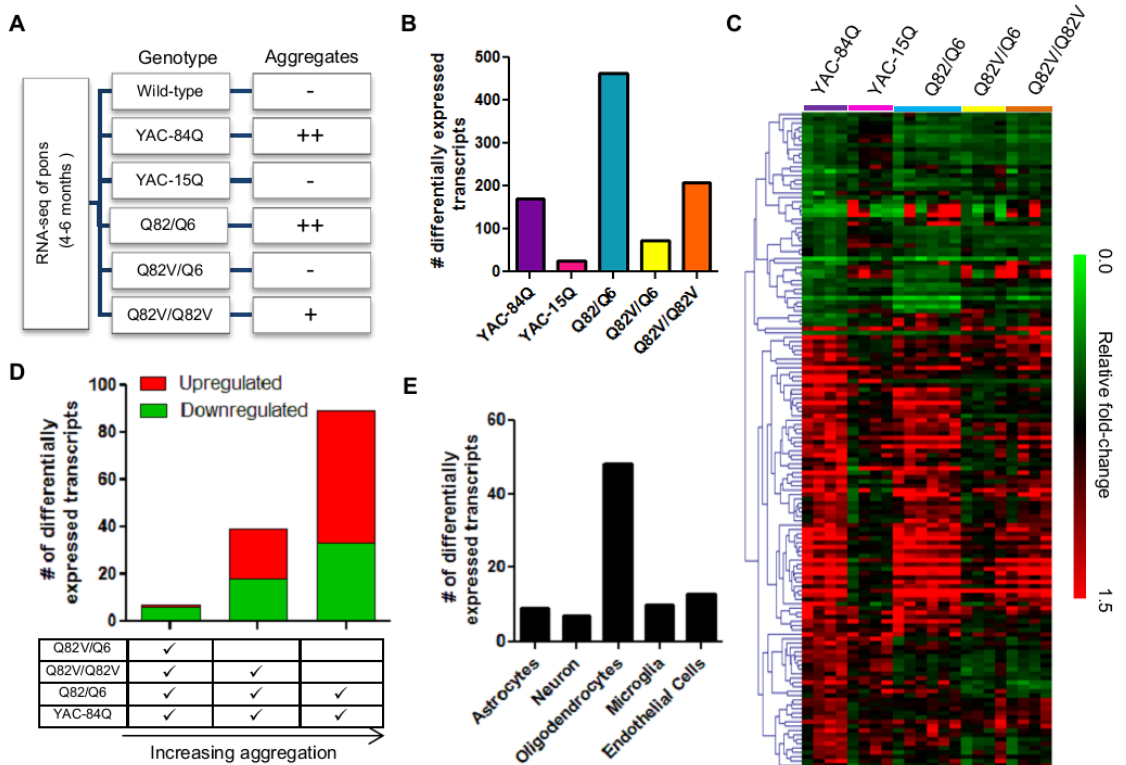 A
Genotype
Aggregates
RNA-seq of pons
(4-6 months )
Wild-type
-
YAC-84Q
++
YAC-15Q
-
Q82/Q6
++
Q82V/Q6
-
Q82V/Q82V
+
B
# differentially expressed
transcripts
500
400
300
200
100
0
YAC-84Q
YAC-15Q
Q82/Q6
Q82V/Q6
Q82V//Q82V
C
YAC-84Q
YAC-15Q
Q82/Q6
Q82V/Q6
Q82V/Q82V
0.0
Relative fold-change
1.5
D
# of differentially
expressed transcripts
100
80
60
40
20
0
Upregulated
Downregulated
Q82V/Q6 ✓
Q82V/Q82V ✓ ✓
Q82/Q6 ✓ ✓ ✓
YAC-84Q ✓ ✓ ✓
Increasing aggregation
E
# of differentially
expressed transcripts
60
40
20
0
Astrocytes
Neuron
Oligodendrocytes
Microglia
Endothelial Cells